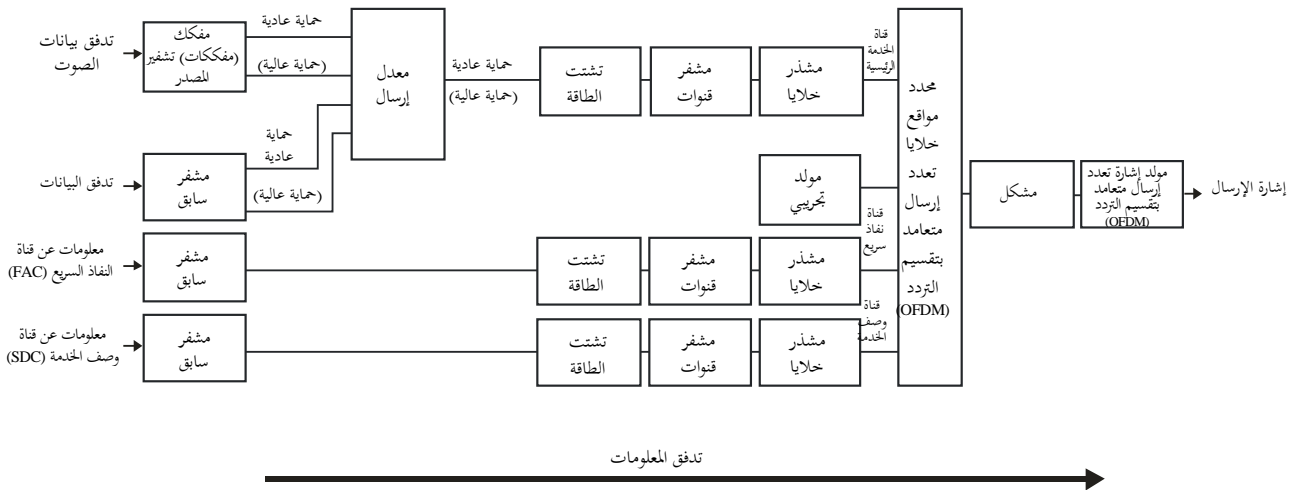 تدفق بيانات
الصوت
مفكك
(مفككات) تشفير
المصدر
حماية عادية
(حماية عالية)
معدل
إرسال
حماية عادية
(حماية عالية)
تشتت
الطاقة
مشفر
قنوات
مشذر
خلايا
قناة
الخدمة
الرئيسية
تدفق البيانات
مشفر
سابق
حماية
عادية
(حماية عالية)
مولد
تجريبي
معلومات عن قناة
النفاذ السريع (FAC)
مشفر
سابق
تشتت
الطاقة
مشفر
قنوات
مشذر
خلايا
قناة
نفاذ
سريع
معلومات عن قناة
وصف الخدمة (SDC)
مشفر
سابق
تشتت
الطاقة
مشفر
قنوات
مشذر
خلايا
قناة
وصف
الخدمة
محدد
مواقع
خلايا
تعدد
إرسال
متعامد
بتقسيم
التردد
(OFDM)
مشكل
مولد إشارة تعدد
إرسال متعامد
بتقسيم التردد
(OFDM)
إشارة الإرسال
تدفق المعلومات